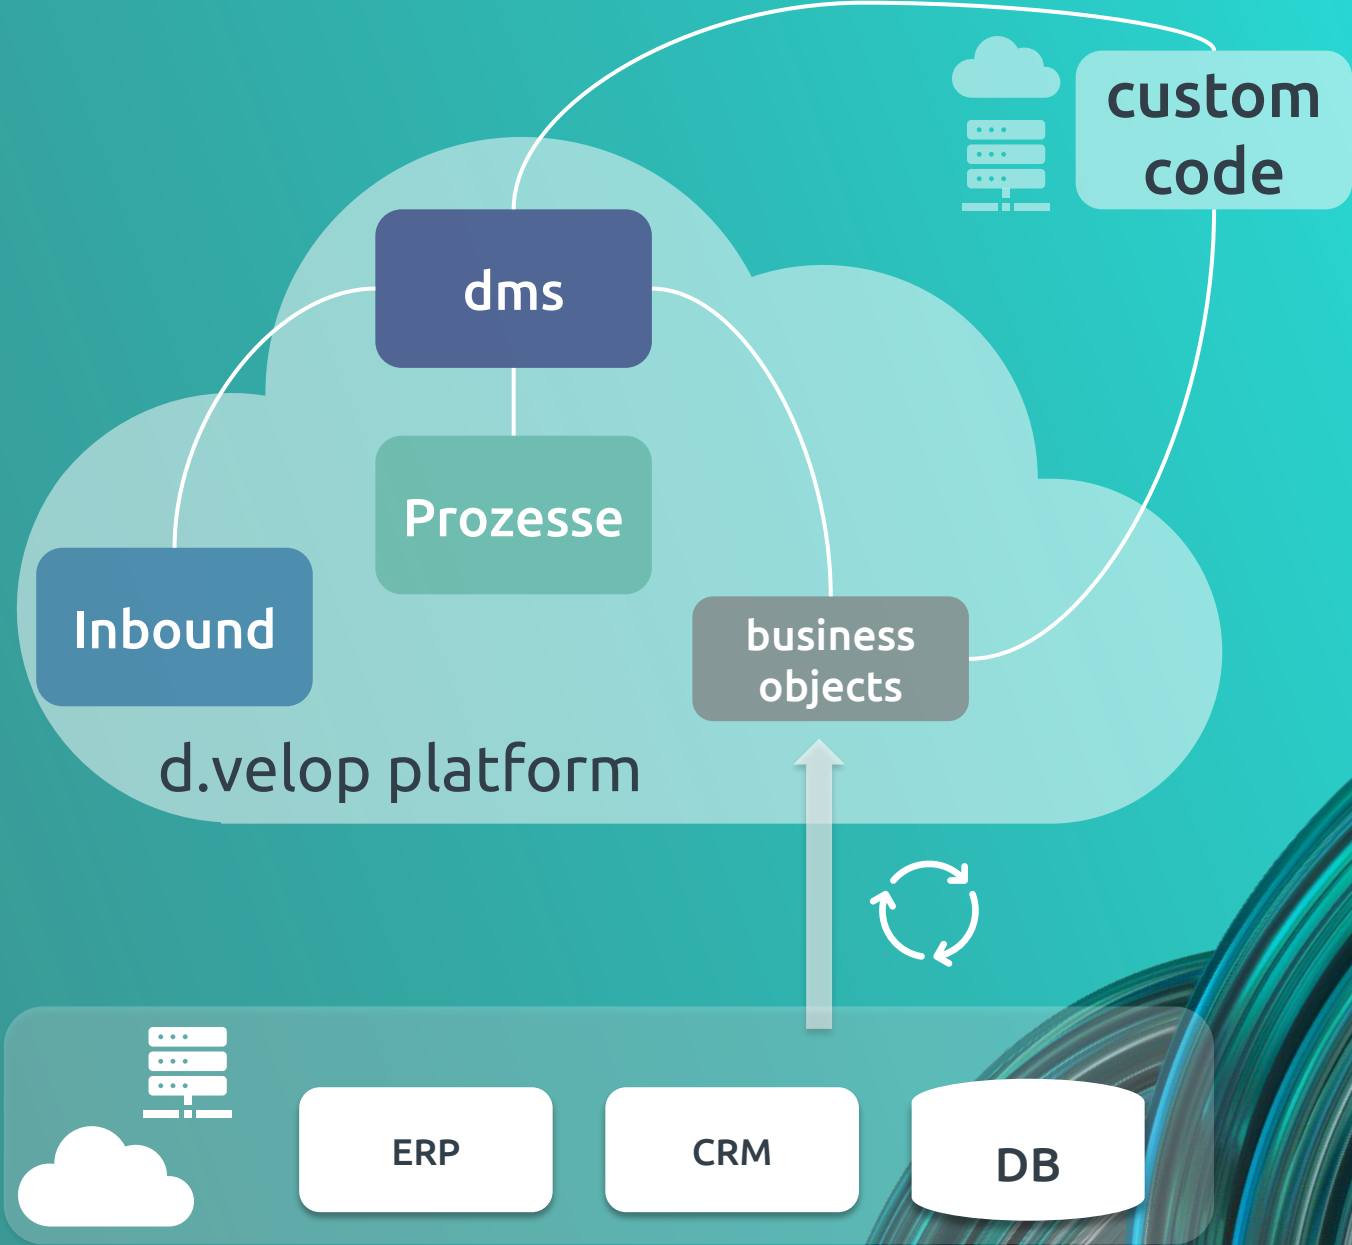 custom
code
dms
Prozesse
Inbound
business
objects
d.velop platform
ERP
CRM
DB